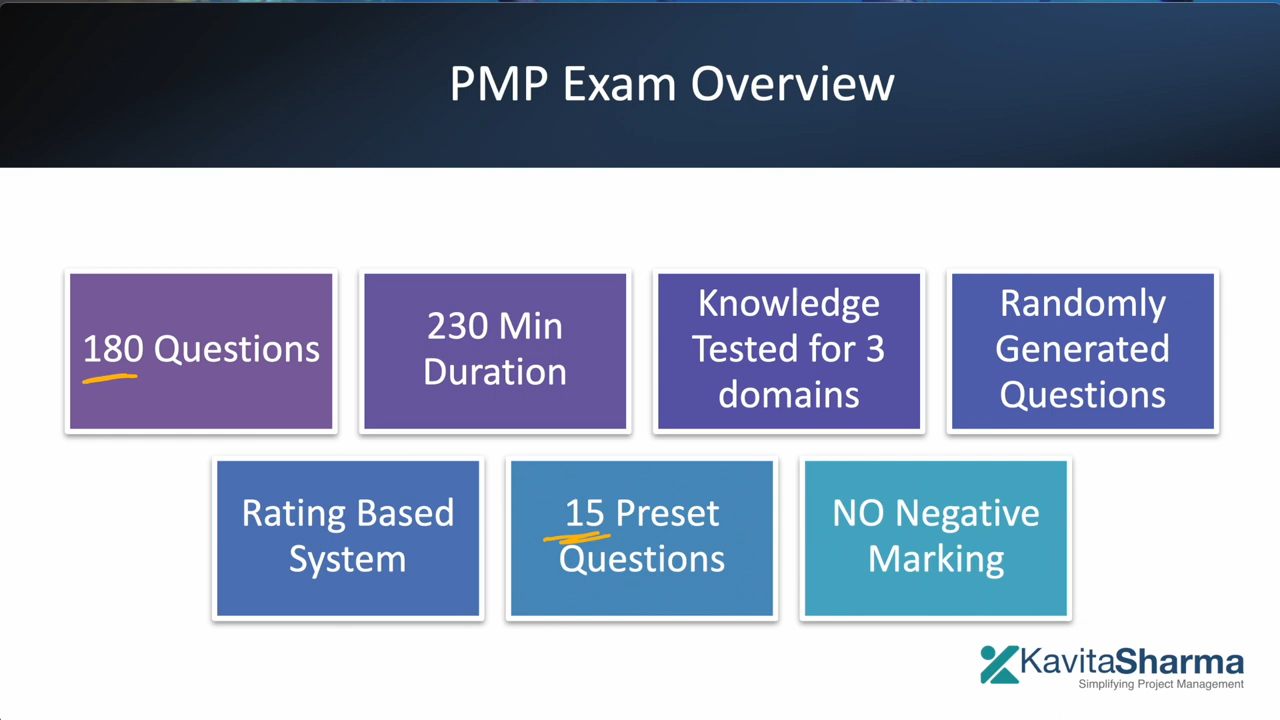 PMP Exam Overview
180 Questions
230 Min
Duration
Knowledge
Tested for 3
domains
Randomly
Generated
Questions
Rating Based
System
15 Preset
Questions
NO Negative
Marking
KavitaSharma
Simplifying Project Management